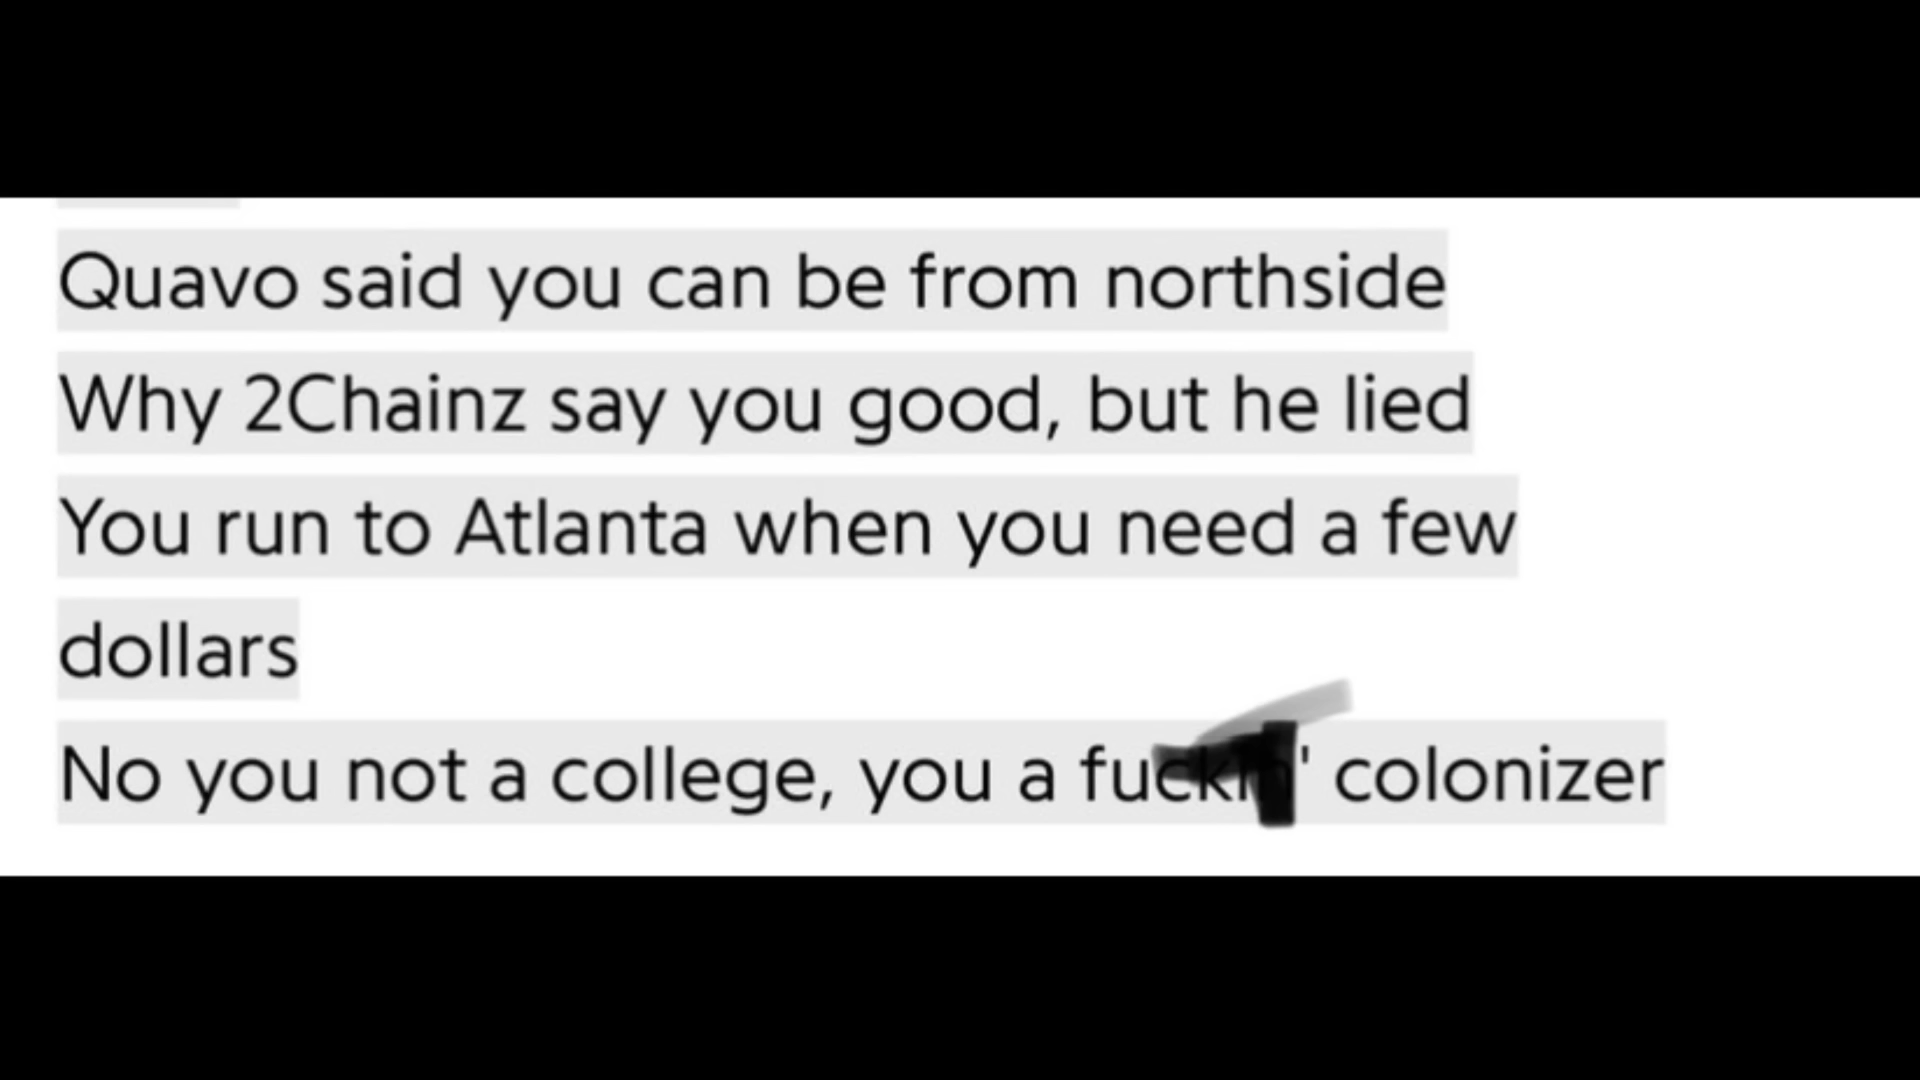 Quavo said you can be from northside
Why 2Chainz say you good, but he lied
You run to Atlanta when you need a few
dollars
No you not a college, you a fuckin' colonizer